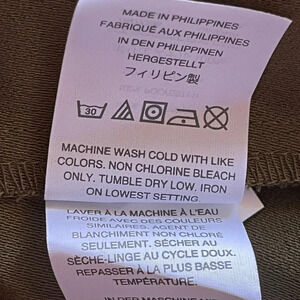 MADE IN PHILIPPINES
FABRIQUÉ AUX PHILIPPINES
IN DEN PHILIPPINEN
HERGESTELLT
フィリピン製
30
MACHINE WASH COLD WITH LIKE
COLORS. NON CHLORINE BLEACH
ONLY. TUMBLE DRY LOW. IRON
ON LOWEST SETTING
LAVER À LA MACHINE À L'EAU
FROIDE AVEC DES COULEURS
SIMILAIRES. AGENT DE
BLANCHIMENT NON CHLORÉ
SEULEMENT. SÉCHER AU
SÈCHE-LINGE AU CYCLE DOUX.
REPASSER À LA PLUS BASSE
TEMPÉRATURE.
IN DER MASCHINE